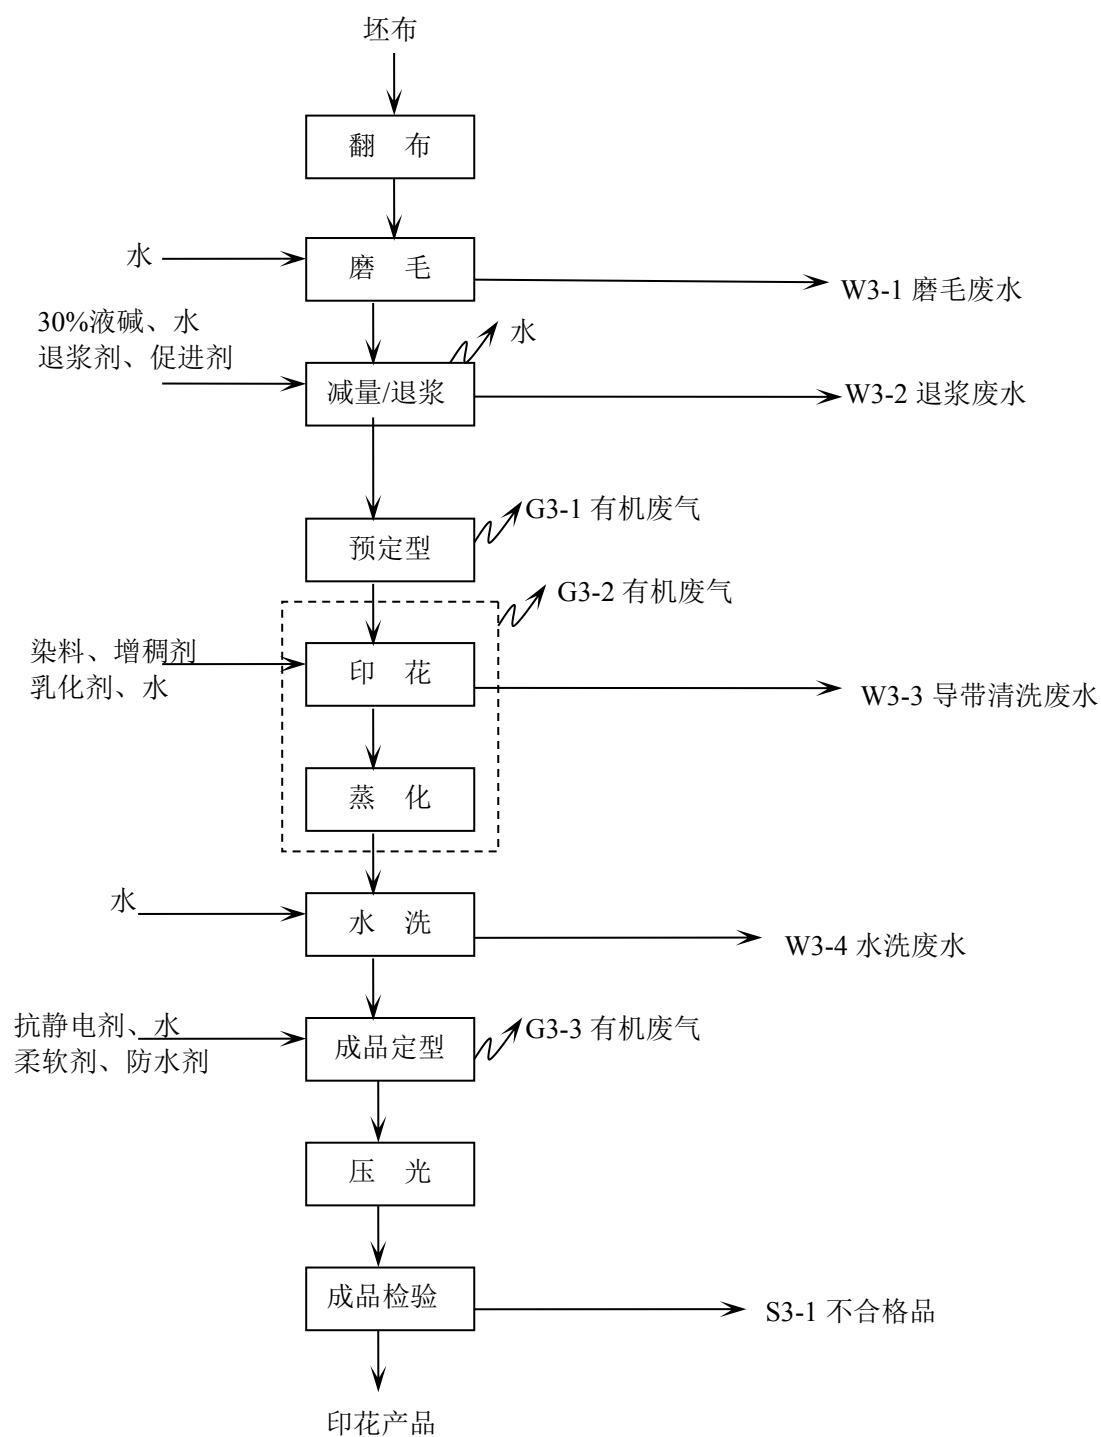 坯布
翻 布
水
磨 毛
W3-1 磨毛废水
30%液碱、水
退浆剂、促进剂
水
减量/退浆
W3-2 退浆废水
G3-1 有机废气
预定型
G3-2 有机废气
染料、增稠剂
乳化剂、水
印 花
W3-3 导带清洗废水
蒸 化
水
水 洗
W3-4 水洗废水
抗静电剂、水
柔软剂、防水剂
成品定型
G3-3 有机废气
压 光
成品检验
S3-1 不合格品
印花产品